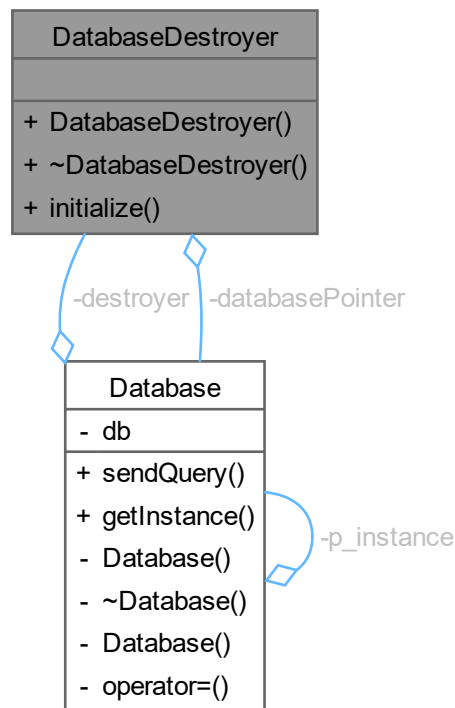 DatabaseDestroyer
+ DatabaseDestroyer()
+ ~DatabaseDestroyer()
+ initialize()
-destroyer
-databasePointer
Database
- db
+ sendQuery()
+ getInstance()
- Database()
- ~Database()
- Database()
- operator=()
-p_instance